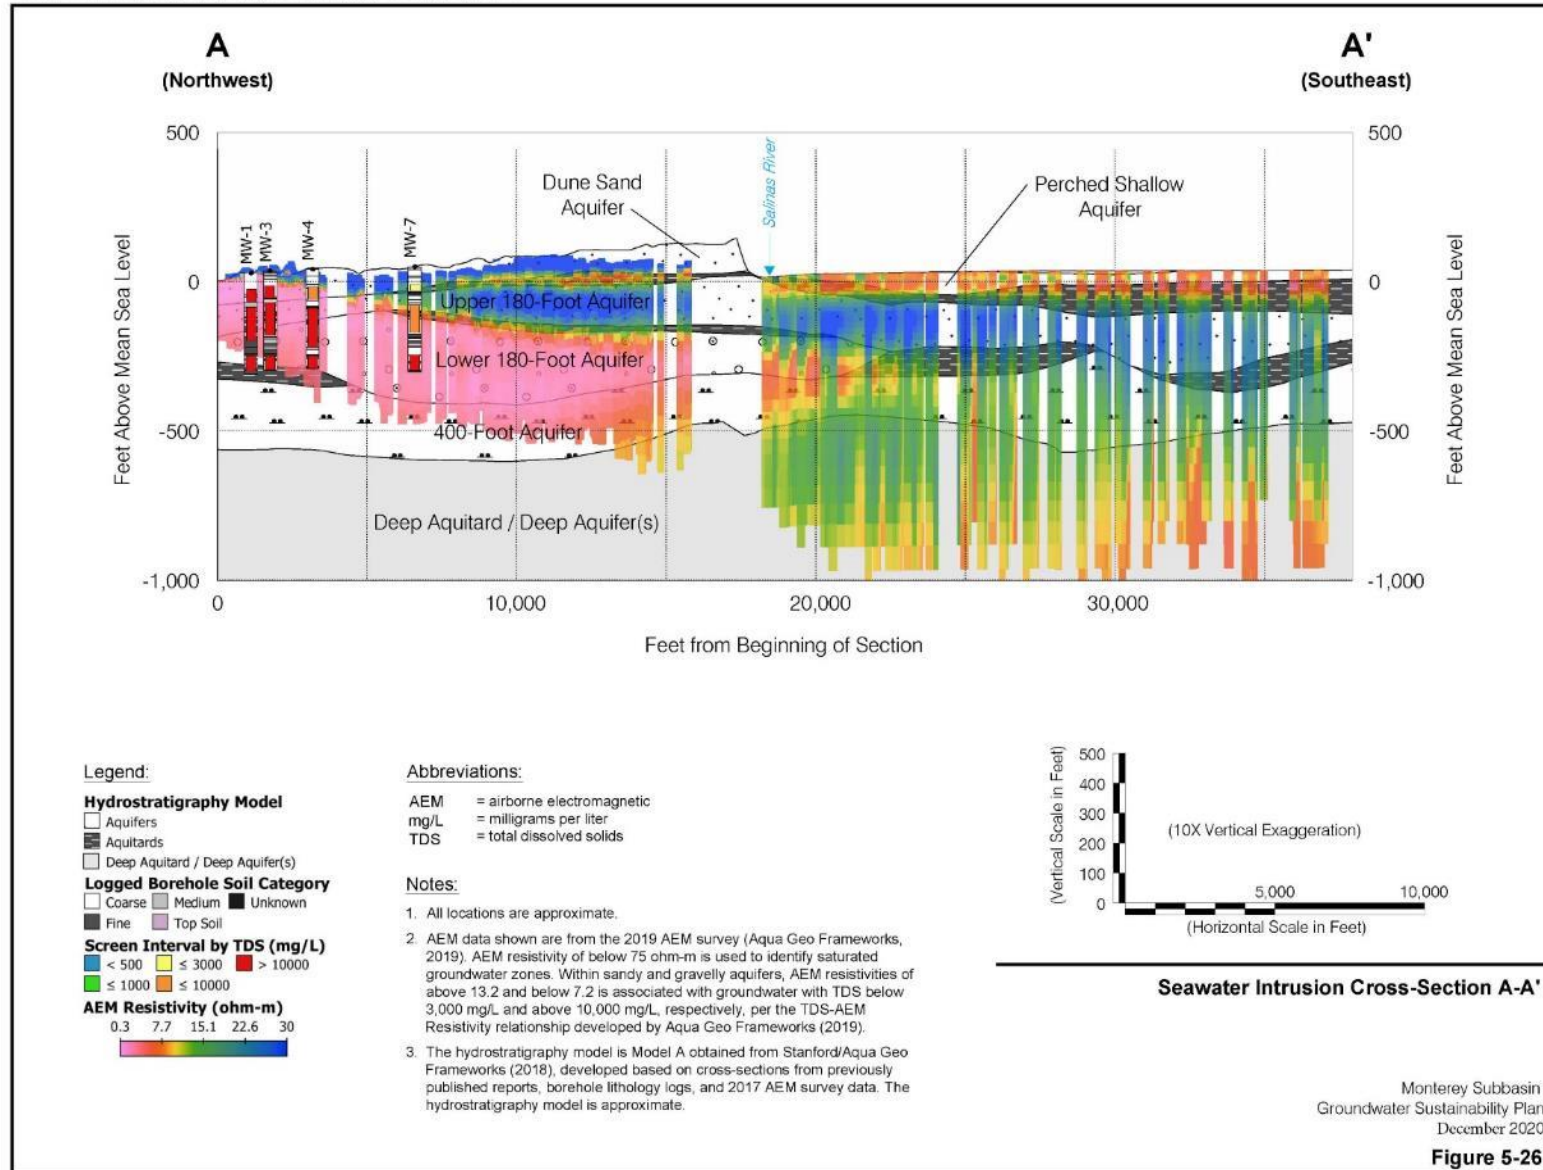 A
(Northwest)
A'
(Southeast)
500
0
-500
-1,000
500
0
-500
-1,000
Feet Above Mean Sea Level
Feet Above Mean Sea Level
MW-1
MW-3
MW-4
MW-7
Dune Sand
Aquifer
Salinas River
Perched Shallow
Aquifer
Upper 180-Foot Aquifer
Lower 180-Foot Aquifer
400-Foot Aquifer
Deep Aquitard / Deep Aquifer(s)
0
10,000
20,000
30,000
Feet from Beginning of Section
Legend:
Hydrostratigraphy Model
Aquifers
Aquitards
Deep Aquitard / Deep Aquifer(s)
Logged Borehole Soil Category
Coarse Medium Unknown
Fine Top Soil
Screen Interval by TDS (mg/L)
< 500 ≤ 3000 > 10000
≤ 1000 ≤ 10000
AEM Resistivity (ohm-m)
0.3 7.7 15.1 22.6 30
Abbreviations:
AEM = airborne electromagnetic
mg/L = milligrams per liter
TDS = total dissolved solids
Notes:
1. All locations are approximate.
2. AEM data shown are from the 2019 AEM survey (Aqua Geo Frameworks,
2019). AEM resistivity of below 75 ohm-m is used to identify saturated
groundwater zones. Within sandy and gravelly aquifers, AEM resistivities of
above 13.2 and below 7.2 is associated with groundwater with TDS below
3,000 mg/L and above 10,000 mg/L, respectively, per the TDS-AEM
Resistivity relationship developed by Aqua Geo Frameworks (2019).
3. The hydrostratigraphy model is Model A obtained from Stanford/Aqua Geo
Frameworks (2018), developed based on cross-sections from previously
published reports, borehole lithology logs, and 2017 AEM survey data. The
hydrostratigraphy model is approximate.
(Vertical Scale in Feet)
500
400
300
200
100
0
(10X Vertical Exaggeration)
5,000
10,000
(Horizontal Scale in Feet)
Seawater Intrusion Cross-Section A-A'
Monterey Subbasin
Groundwater Sustainability Plan
December 2020
Figure 5-26